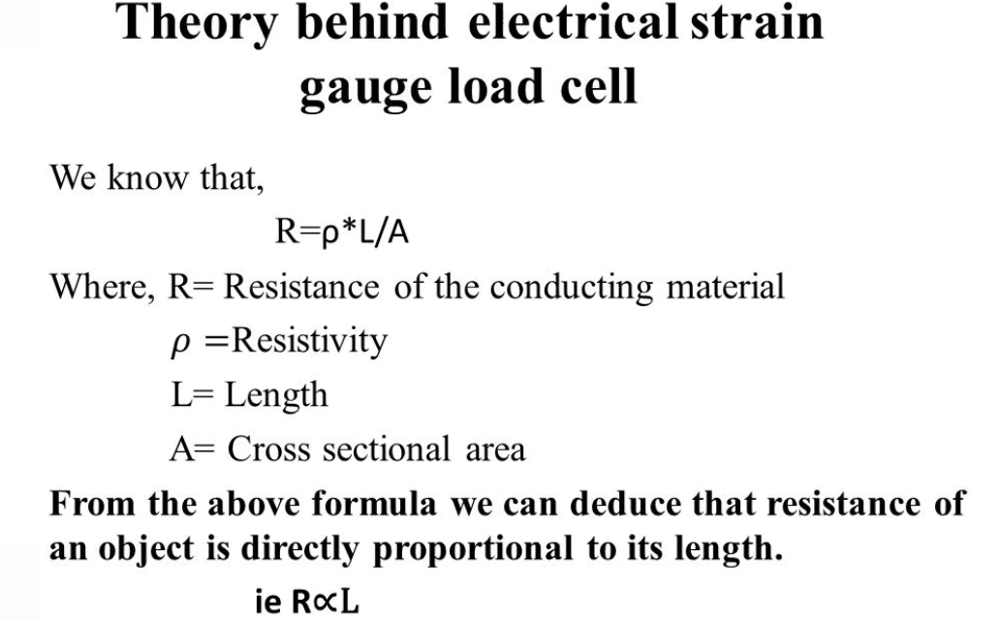 Theory behind electrical strain
gauge load cell
We know that,
R=ρ*L/A
Where, R= Resistance of the conducting material
ρ =Resistivity
L= Length
A= Cross sectional area
From the above formula we can deduce that resistance of
an object is directly proportional to its length.
ie R∝L